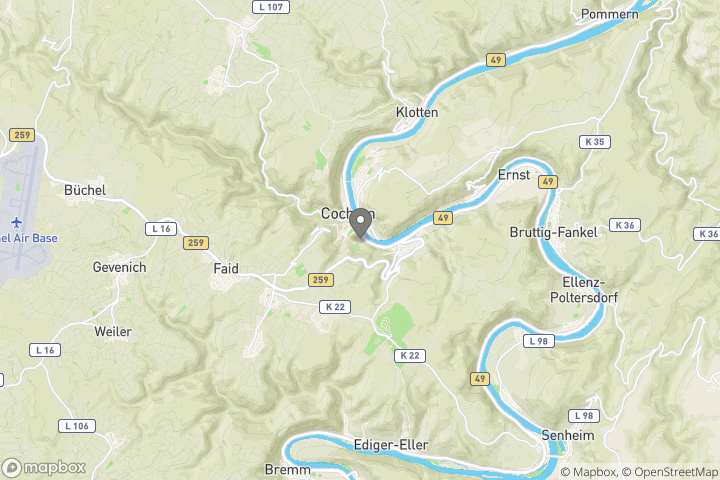 Pommern
L 107
49
Klotten
259
K 35
Ernst
49
Büchel
Cochem
49
L 16
K 36
K 36
259
Bruttig-Fankel
el Air Base
Gevenich
Faid
259
Ellenz-
Poltersdorf
K 22
Weiler
L 98
L 16
K 22
49
L 98
L 106
Senheim
Ediger-Eller
Bremm
mapbox
© Mapbox, © OpenStreetMap